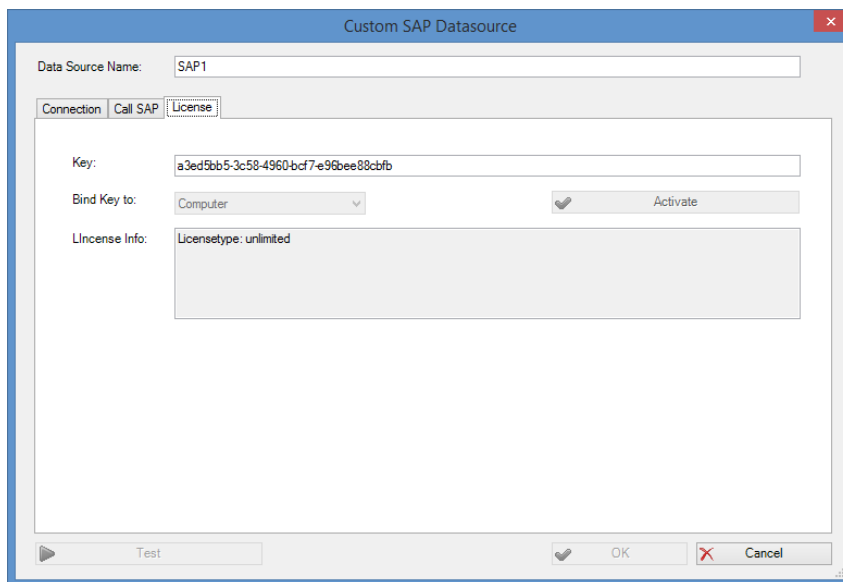 Custom SAP Datasource
Data Source Name: SAP1
Connection Call SAP License
Key: a3ed5bb5-3c58-4960-bcf7-e96bee88cbfb
Bind Key to: Computer Activate
LIncense Info: Licensetype: unlimited
Test OK Cancel